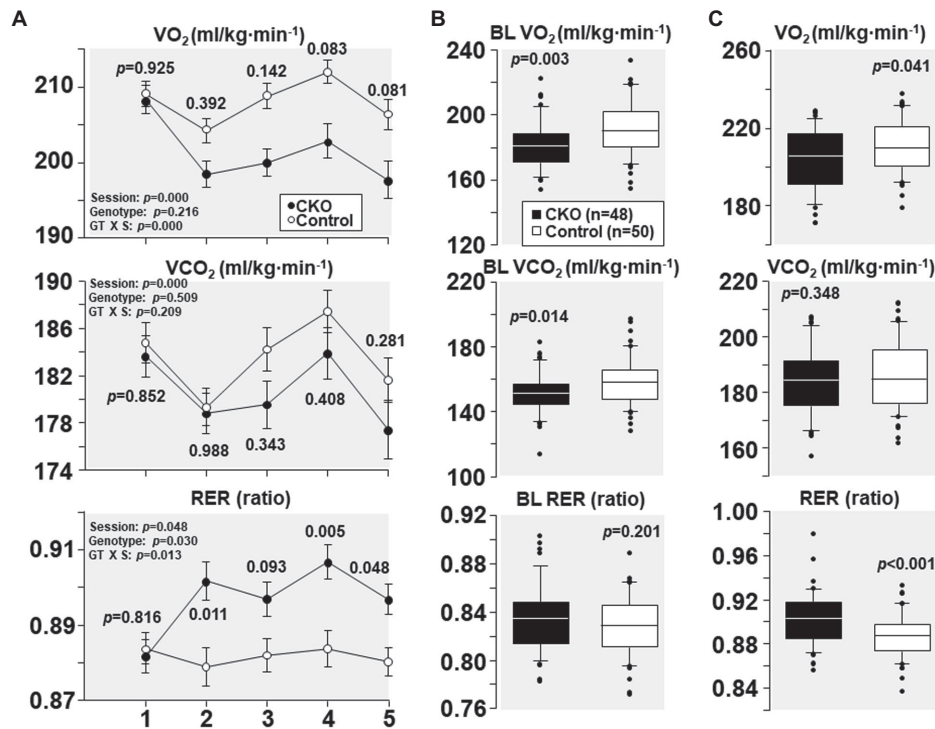 A
VO₂(ml/kg·min⁻¹)
210
200
190
p=0.925
0.392
0.142
0.083
0.081
Session: p=0.000
Genotype: p=0.216
GT X S: p=0.000
CKO
Control
VCO₂ (ml/kg·min⁻¹)
190
186
182
178
174
Session: p=0.000
Genotype: p=0.509
GT X S: p=0.209
p=0.852
0.988
0.343
0.408
0.281
RER (ratio)
0.91
0.89
0.87
Session: p=0.048
Genotype: p=0.030
GT X S: p=0.013
p=0.816
0.011
0.093
0.005
0.048
1 2 3 4 5
B
BL VO₂(ml/kg·min⁻¹)
240
200
160
120
p=0.003
CKO (n=48)
Control (n=50)
BL VCO₂ (ml/kg·min⁻¹)
220
180
140
100
p=0.014
BL RER (ratio)
0.92
0.88
0.84
0.80
0.76
p=0.201
C
VO₂(ml/kg·min⁻¹)
260
220
180
p=0.041
VCO₂ (ml/kg·min⁻¹)
220
200
180
160
p=0.348
RER (ratio)
1.00
0.96
0.92
0.88
0.84
p<0.001